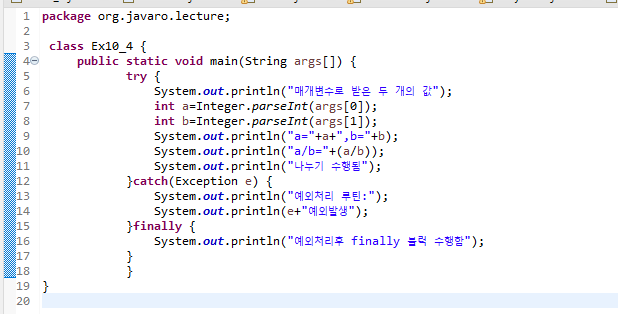 1 package org.javaro.lecture;
2
3 class Ex10_4 {
4 public static void main(String args[]) {
5 try {
6 System.out.println("매개변수로 받은 두 개의 값");
7 int a=Integer.parseInt(args[0]);
8 int b=Integer.parseInt(args[1]);
9 System.out.println("a="+a+",b="+b);
10 System.out.println("a/b="+(a/b));
11 System.out.println("나누기 수행됨");
12 }catch(Exception e) {
13 System.out.println("예외처리 루틴:");
14 System.out.println(e+"예외발생");
15 }finally {
16 System.out.println("예외처리후 finally 블럭 수행함");
17 }
18 }
19 }
20